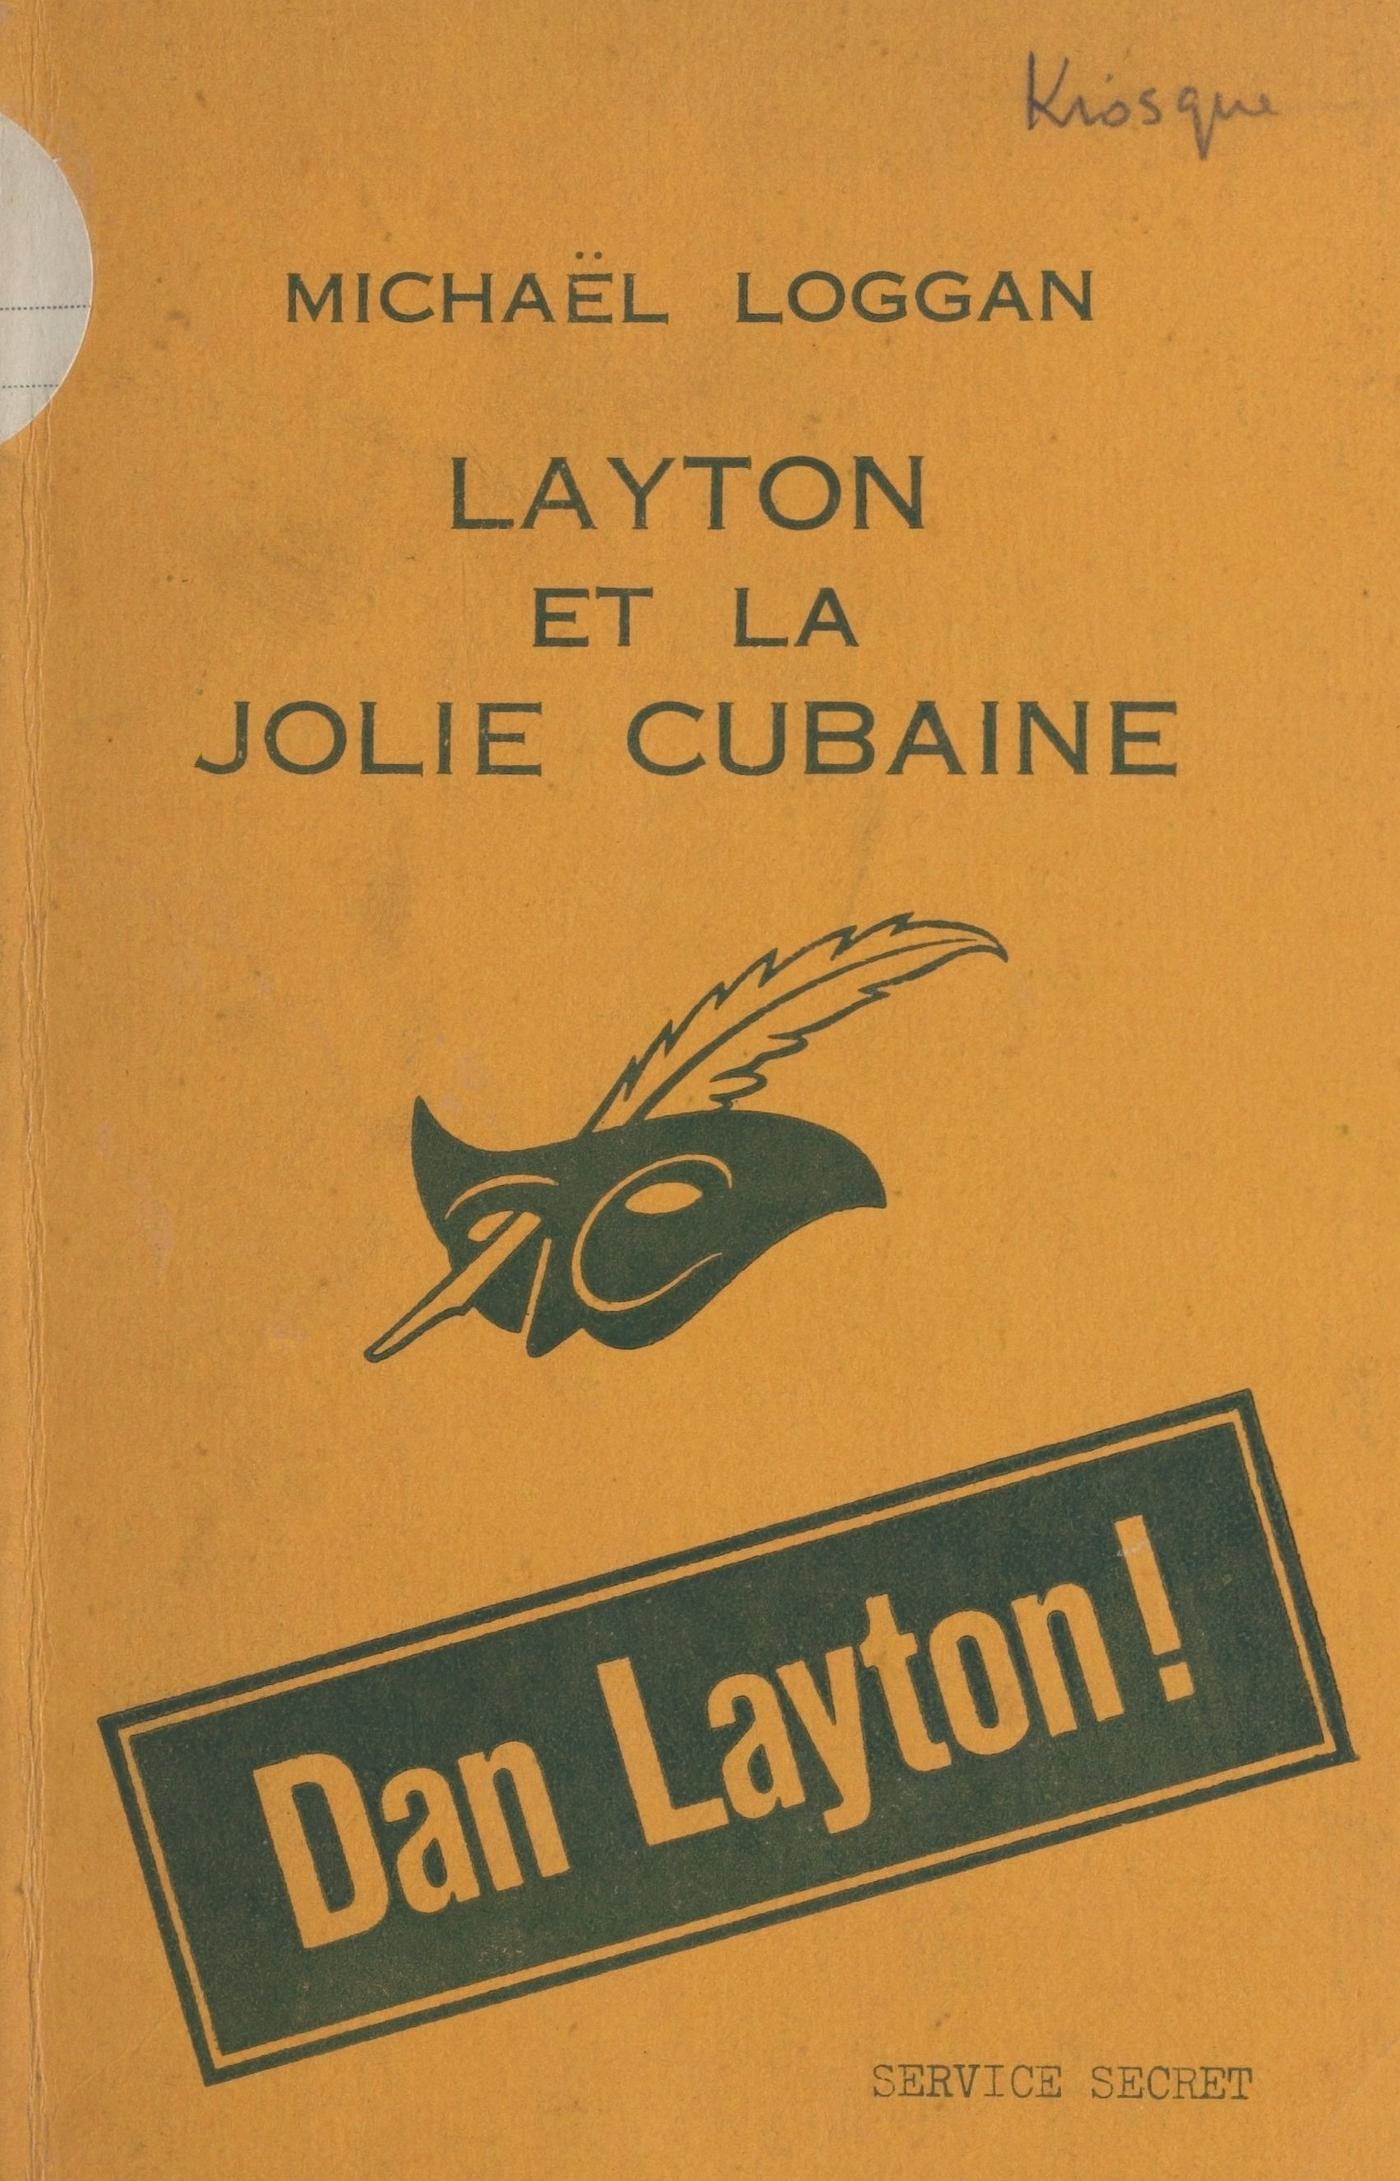 Kiosque
MICHAËL LOGGAN
LAYTON
ET LA
JOLIE CUBAINE
Dan Layton!
SERVICE SECRET